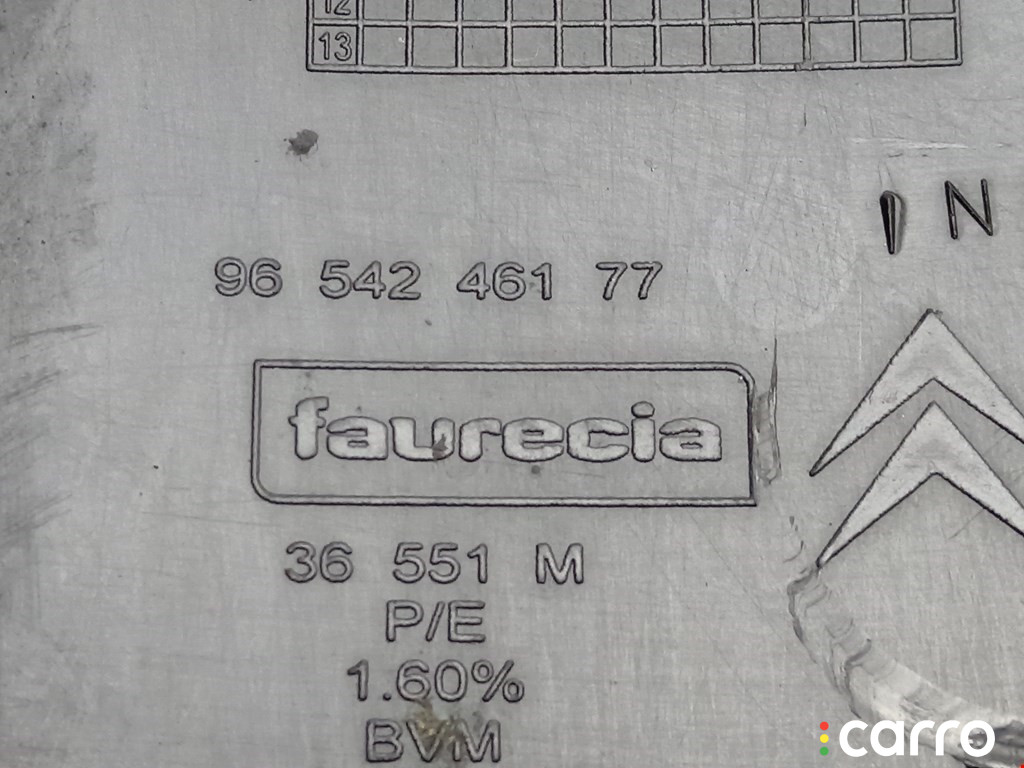 12
13
N
96 542 461 77
faurecia
36 551 M
P/E
1.60%
BVM
carro